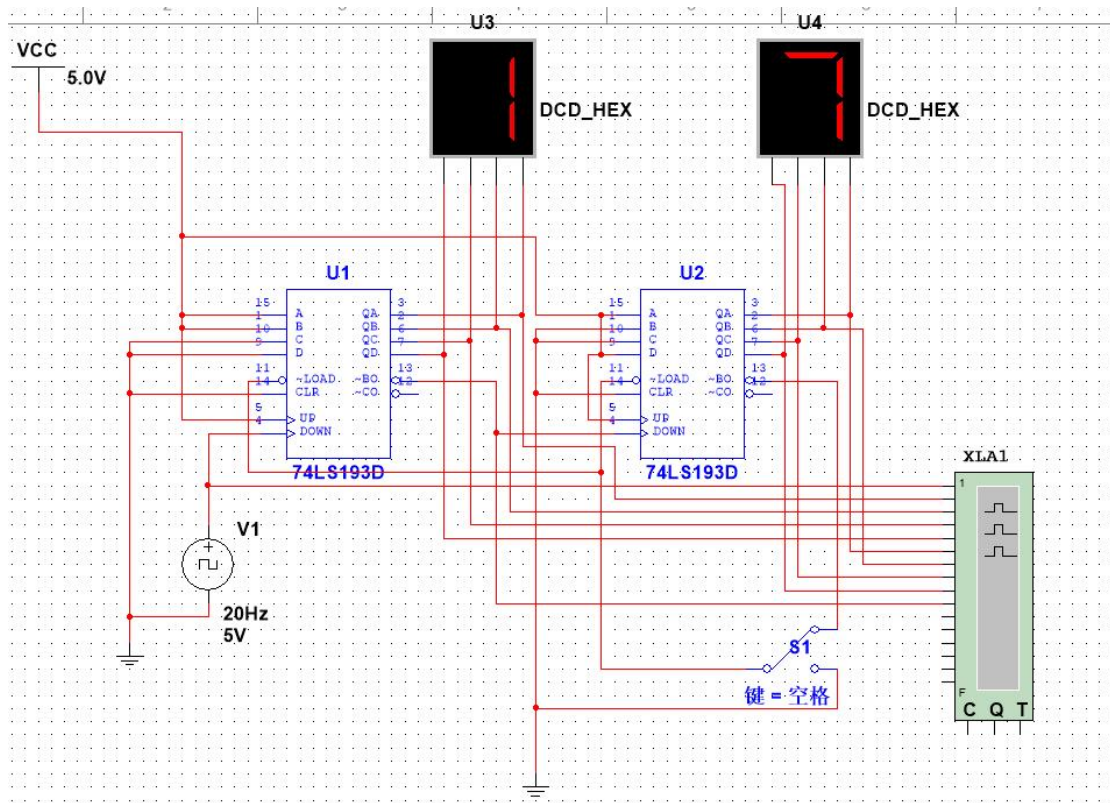 U3
U4
VCC
5.0V
1
7
DCD_HEX
DCD_HEX
U1
U2
15
1
10
9
A
B
C
D
QA
QB
QC
QD
3
2
6
7
11
14
~LOAD
CLR
~BO
~CO
13
12
5
4
UP
DOWN
74LS193D
15
1
10
9
A
B
C
D
QA
QB
QC
QD
3
2
6
7
11
14
~LOAD
CLR
~BO
~CO
13
12
5
4
UP
DOWN
74LS193D
XLA1
1
V1
20Hz
5V
S1
键 = 空格
F
C Q T